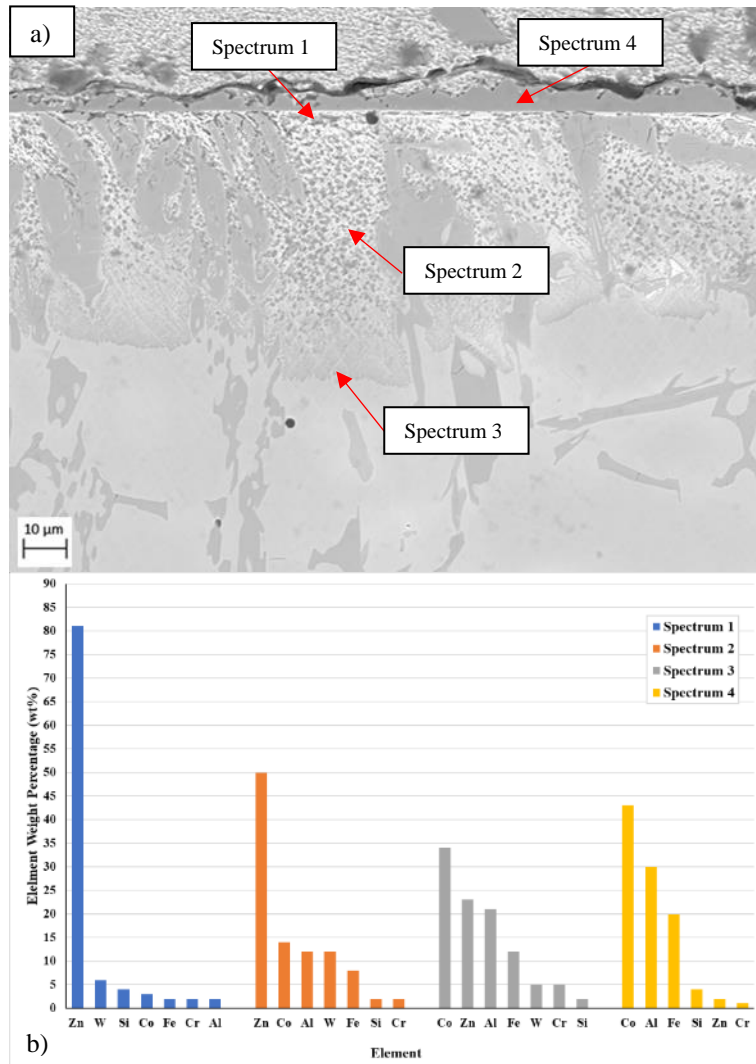 a)
Spectrum 1
Spectrum 4
Spectrum 2
Spectrum 3
10 µm
90
85
80
75
70
65
60
55
50
45
40
35
30
25
20
15
10
5
0
Elelment Weight Percentage (wt%)
Spectrum 1
Spectrum 2
Spectrum 3
Spectrum 4
Zn W Si Co Fe Cr Al Zn Co Al W Fe Si Cr Co Zn Al Fe W Cr Si Co Al Fe Si Zn Cr
b)
Element